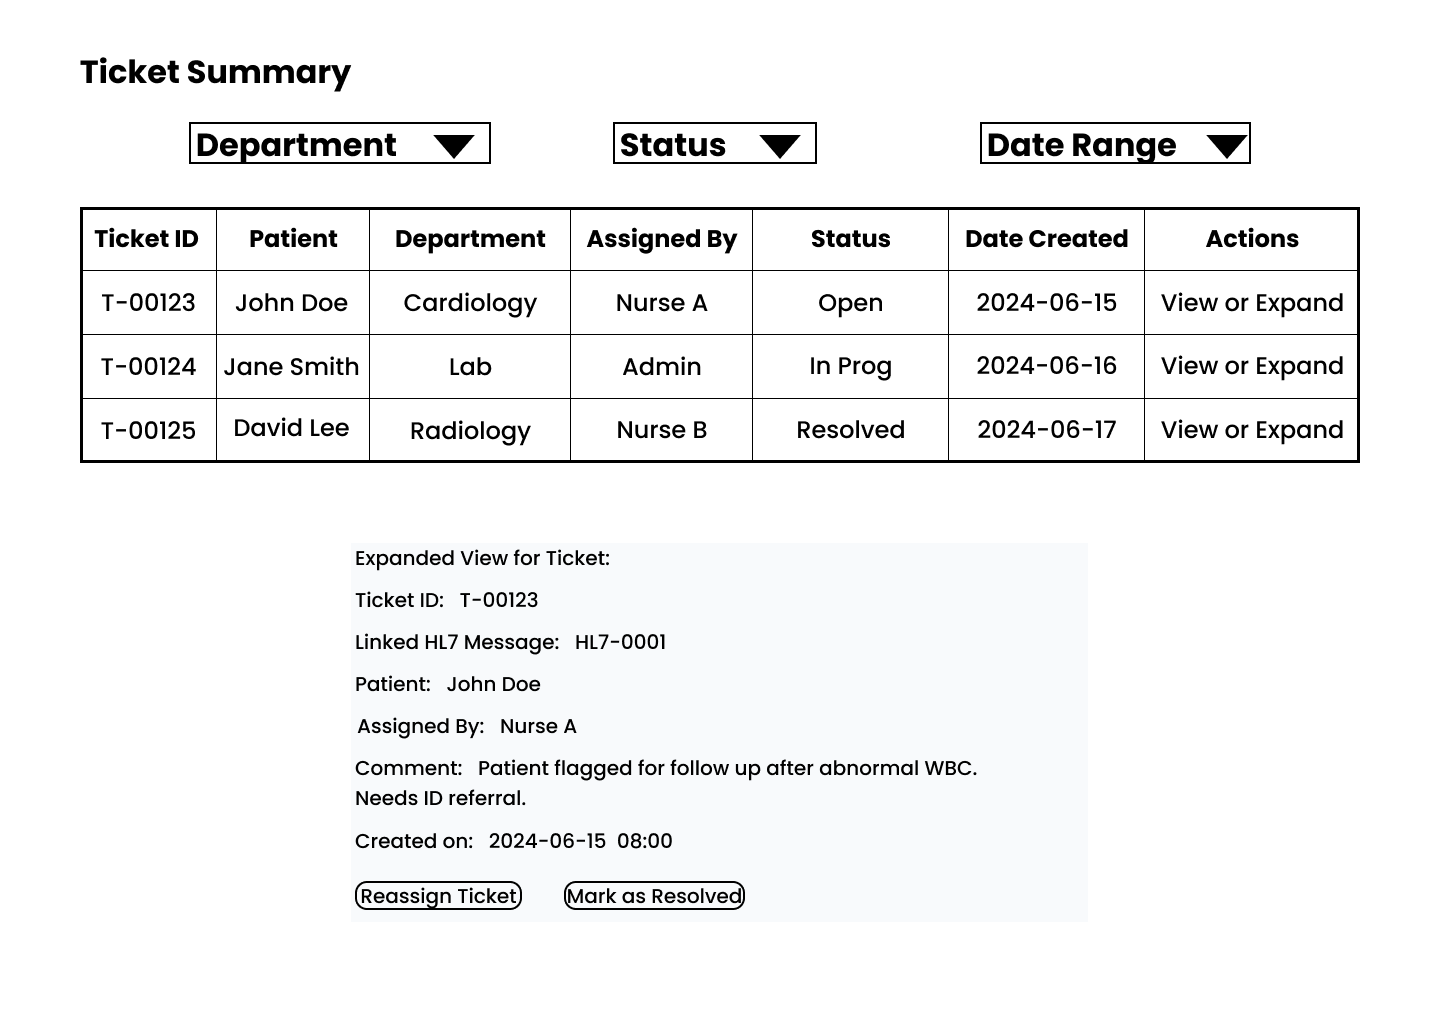 Ticket Summary
Department Status Date Range
Ticket ID Patient Department Assigned By Status Date Created Actions
T-00123 John Doe Cardiology Nurse A Open 2024-06-15 View or Expand
T-00124 Jane Smith Lab Admin In Prog 2024-06-16 View or Expand
T-00125 David Lee Radiology Nurse B Resolved 2024-06-17 View or Expand
Expanded View for Ticket:
Ticket ID: T-00123
Linked HL7 Message: HL7-0001
Patient: John Doe
Assigned By: Nurse A
Comment: Patient flagged for follow up after abnormal WBC.
Needs ID referral.
Created on: 2024-06-15 08:00
Reassign Ticket Mark as Resolved